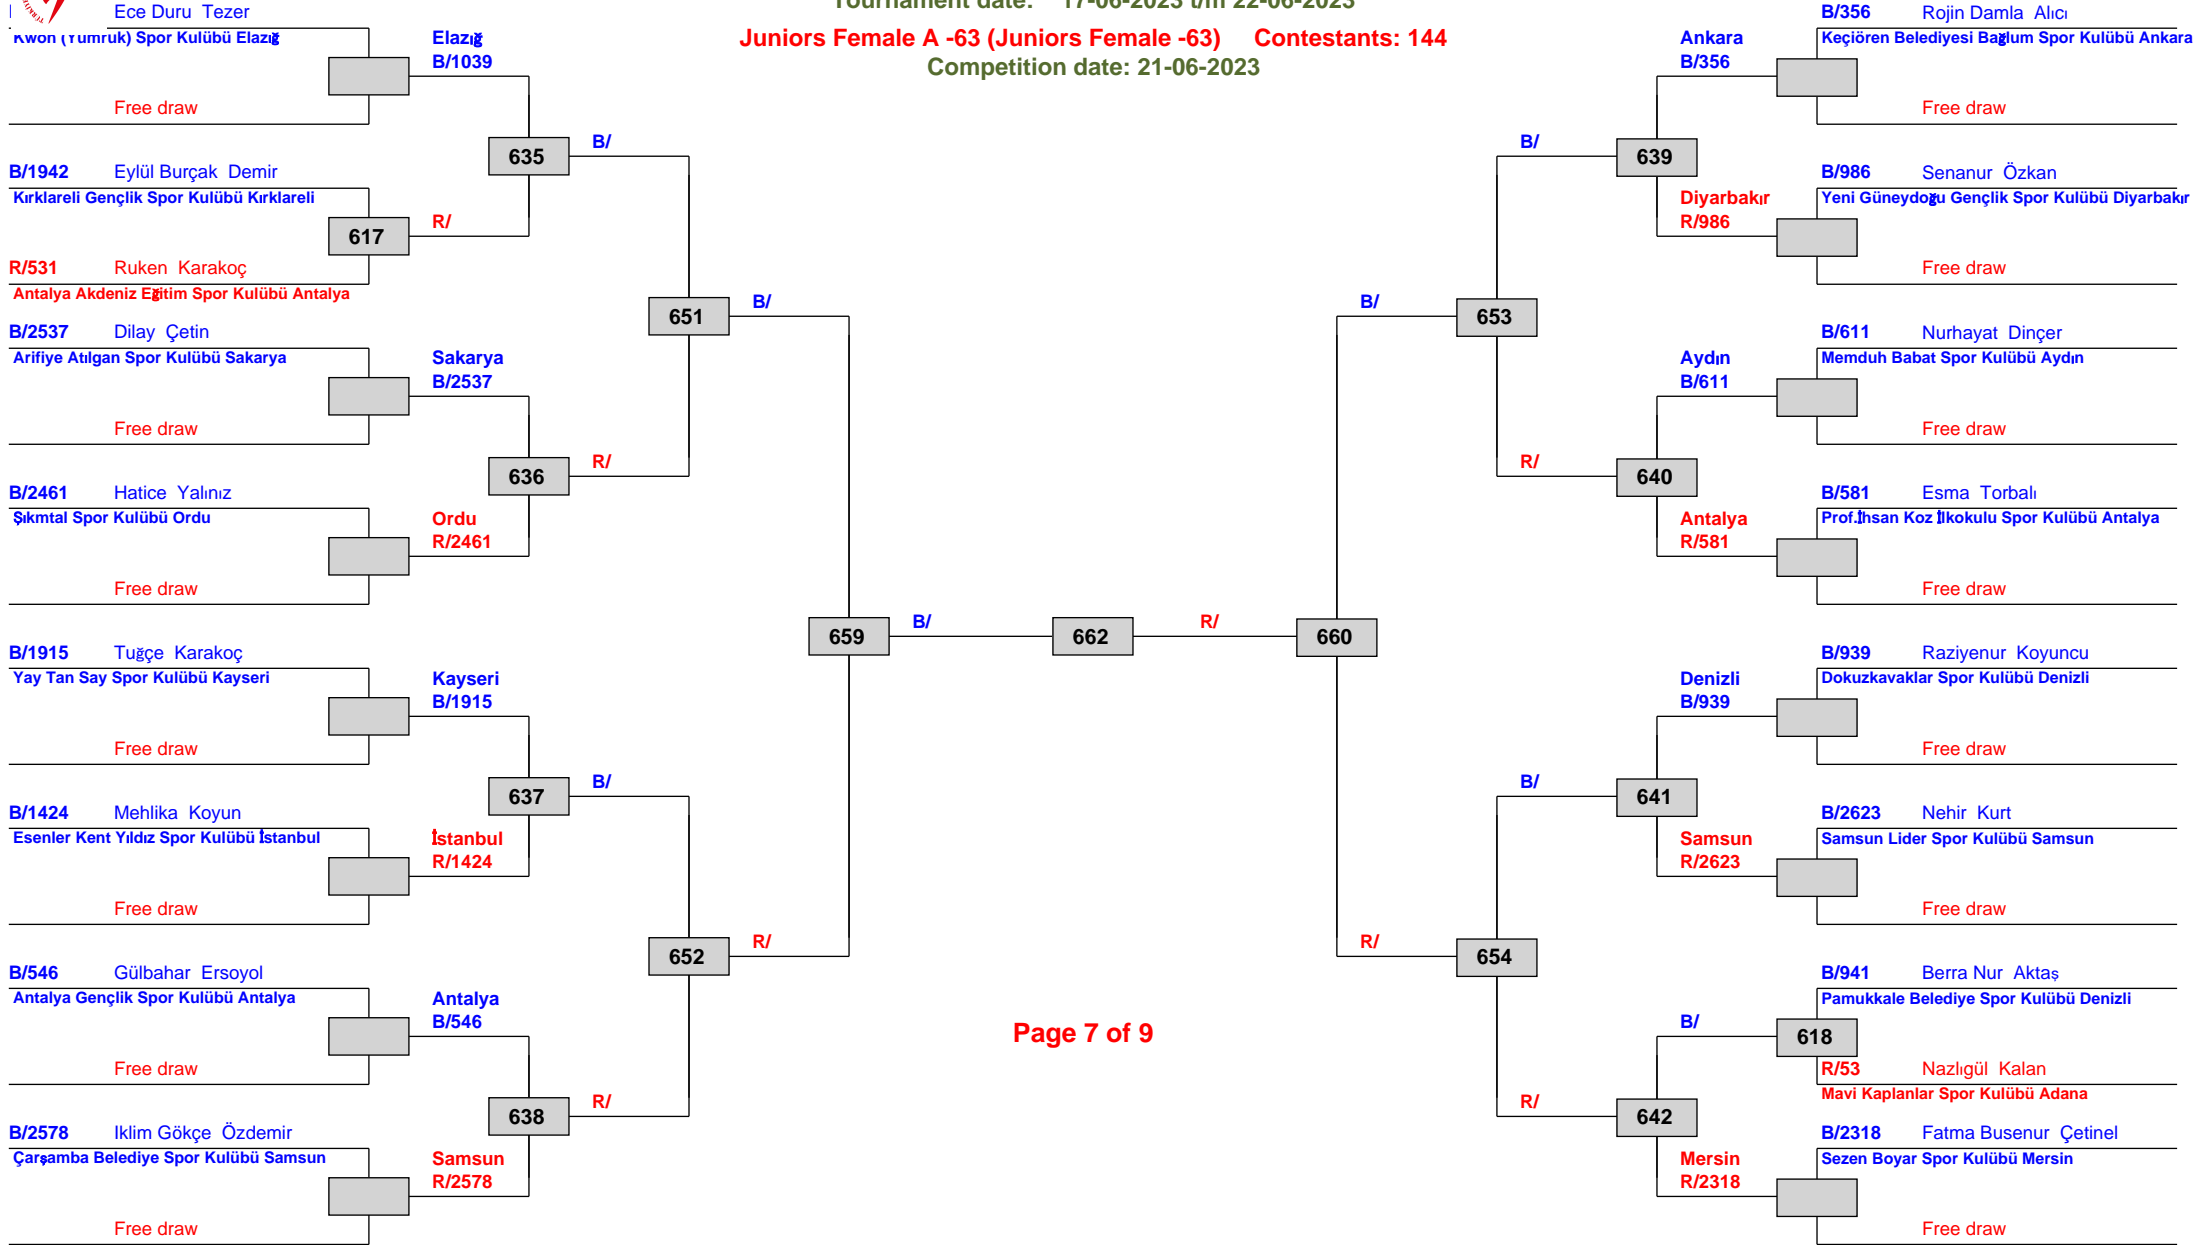 Tournament date: 17-06-2023 t/m 22-06-2023
Juniors Female A -63 (Juniors Female -63) Contestants: 144
Competition date: 21-06-2023
Ece Duru Tezer
Kwon (Yumruk) Spor Kulübü Elazığ
Free draw
B/1942 Eylül Burçak Demir
Kırklareli Gençlik Spor Kulübü Kırklareli
617
R/531 Ruken Karakoç
Antalya Akdeniz Eğitim Spor Kulübü Antalya
B/2537 Dilay Çetin
Arifiye Atılgan Spor Kulübü Sakarya
Free draw
B/2461 Hatice Yalınız
Şıkmtal Spor Kulübü Ordu
Free draw
B/1915 Tuğçe Karakoç
Yay Tan Say Spor Kulübü Kayseri
Free draw
B/1424 Mehlika Koyun
Esenler Kent Yıldız Spor Kulübü İstanbul
Free draw
B/546 Gülbahar Ersoyol
Antalya Gençlik Spor Kulübü Antalya
Free draw
B/2578 Iklim Gökçe Özdemir
Çarşamba Belediye Spor Kulübü Samsun
Free draw
Elazığ
B/1039
635
R/
Sakarya
B/2537
636
Ordu
R/2461
Kayseri
B/1915
637
İstanbul
R/1424
Antalya
B/546
638
Samsun
R/2578
B/
651
R/
B/
652
R/
B/
659
R/
B/
662
R/
Page 7 of 9
B/
660
R/
B/
653
R/
B/
654
R/
Ankara
B/356
639
Diyarbakır
R/986
Aydın
B/611
640
Antalya
R/581
Denizli
B/939
641
Samsun
R/2623
B/
642
Mersin
R/2318
B/356 Rojin Damla Alıcı
Keçiören Belediyesi Bağlum Spor Kulübü Ankara
Free draw
B/986 Senanur Özkan
Yeni Güneydoğu Gençlik Spor Kulübü Diyarbakır
Free draw
B/611 Nurhayat Dinçer
Memduh Babat Spor Kulübü Aydın
Free draw
B/581 Esma Torbalı
Prof.İhsan Koz İlkokulu Spor Kulübü Antalya
Free draw
B/939 Raziyenur Koyuncu
Dokuzkavaklar Spor Kulübü Denizli
Free draw
B/2623 Nehir Kurt
Samsun Lider Spor Kulübü Samsun
Free draw
B/941 Berra Nur Aktaş
Pamukkale Belediye Spor Kulübü Denizli
618
R/53 Nazlıgül Kalan
Mavi Kaplanlar Spor Kulübü Adana
B/2318 Fatma Busenur Çetinel
Sezen Boyar Spor Kulübü Mersin
Free draw